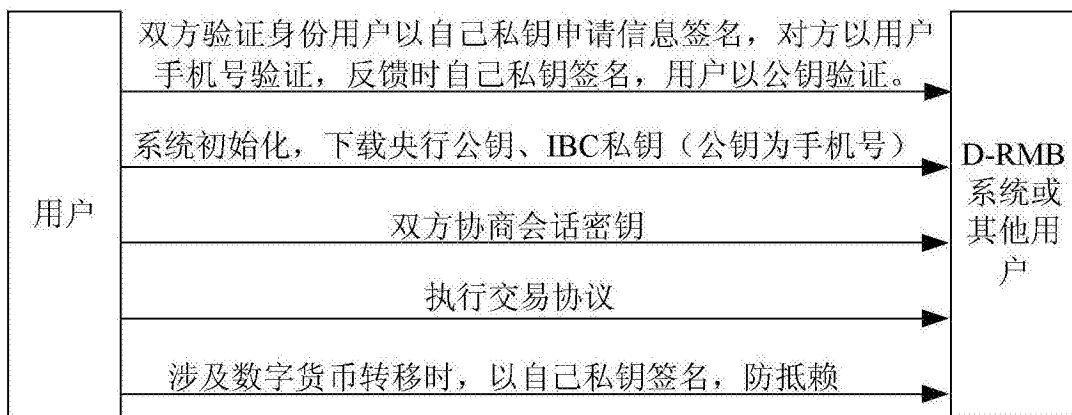 双方验证身份用户以自己私钥申请信息签名，对方以用户
手机号验证，反馈时自己私钥签名，用户以公钥验证。
系统初始化，下载央行公钥、IBC私钥（公钥为手机号）
用户
双方协商会话密钥
执行交易协议
涉及数字货币转移时，以自己私钥签名，防抵赖
D-RMB
系统或
其他用
户